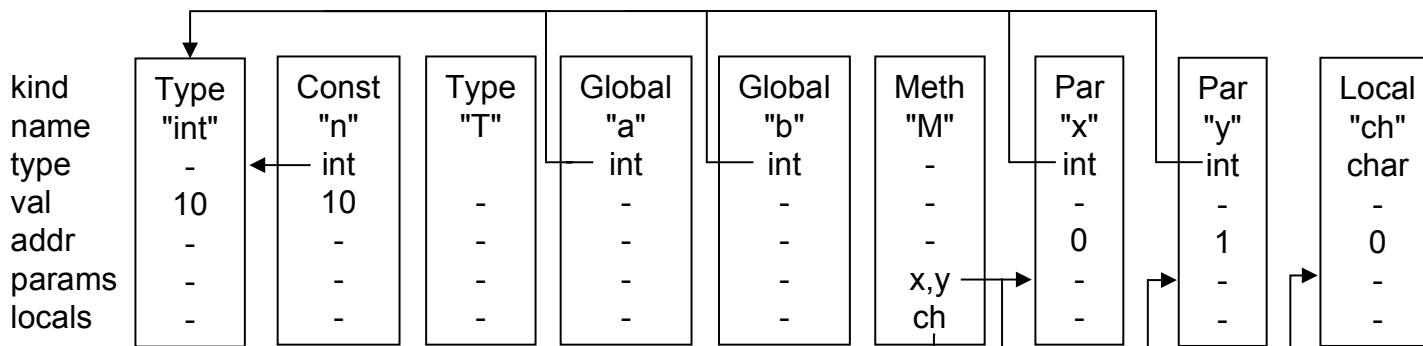 kind Type Const Type Global Global Meth Par Par Local
name "int" "n" "T" "a" "b" "M" "x" "y" "ch"
type - int int int - int int char
val 10 10 - - - - - - -
addr - - - - - - 0 1 0
params - - - - - x,y - - -
locals - - - - - ch - - -